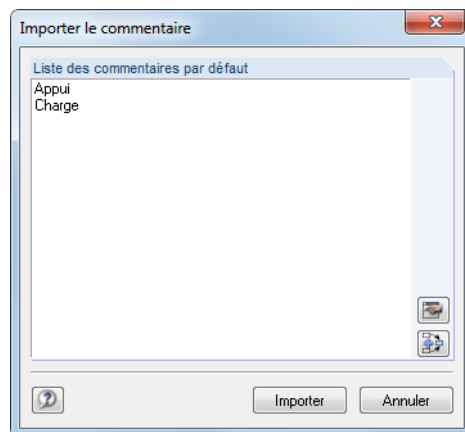 Importer le commentaire
Liste des commentaires par défaut
Appui
Charge
Importer
Annuler